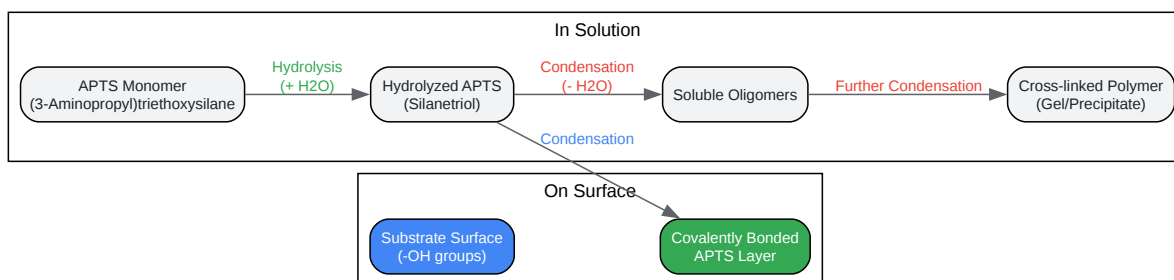 In Solution
APTS Monomer
(3-Aminopropyl)triethoxysilane
Hydrolysis
(+ H2O)
Hydrolyzed APTS
(Silanetriol)
Condensation
(- H2O)
Soluble Oligomers
Further Condensation
Cross-linked Polymer
(Gel/Precipitate)
Condensation
On Surface
Substrate Surface
(-OH groups)
Covalently Bonded
APTS Layer